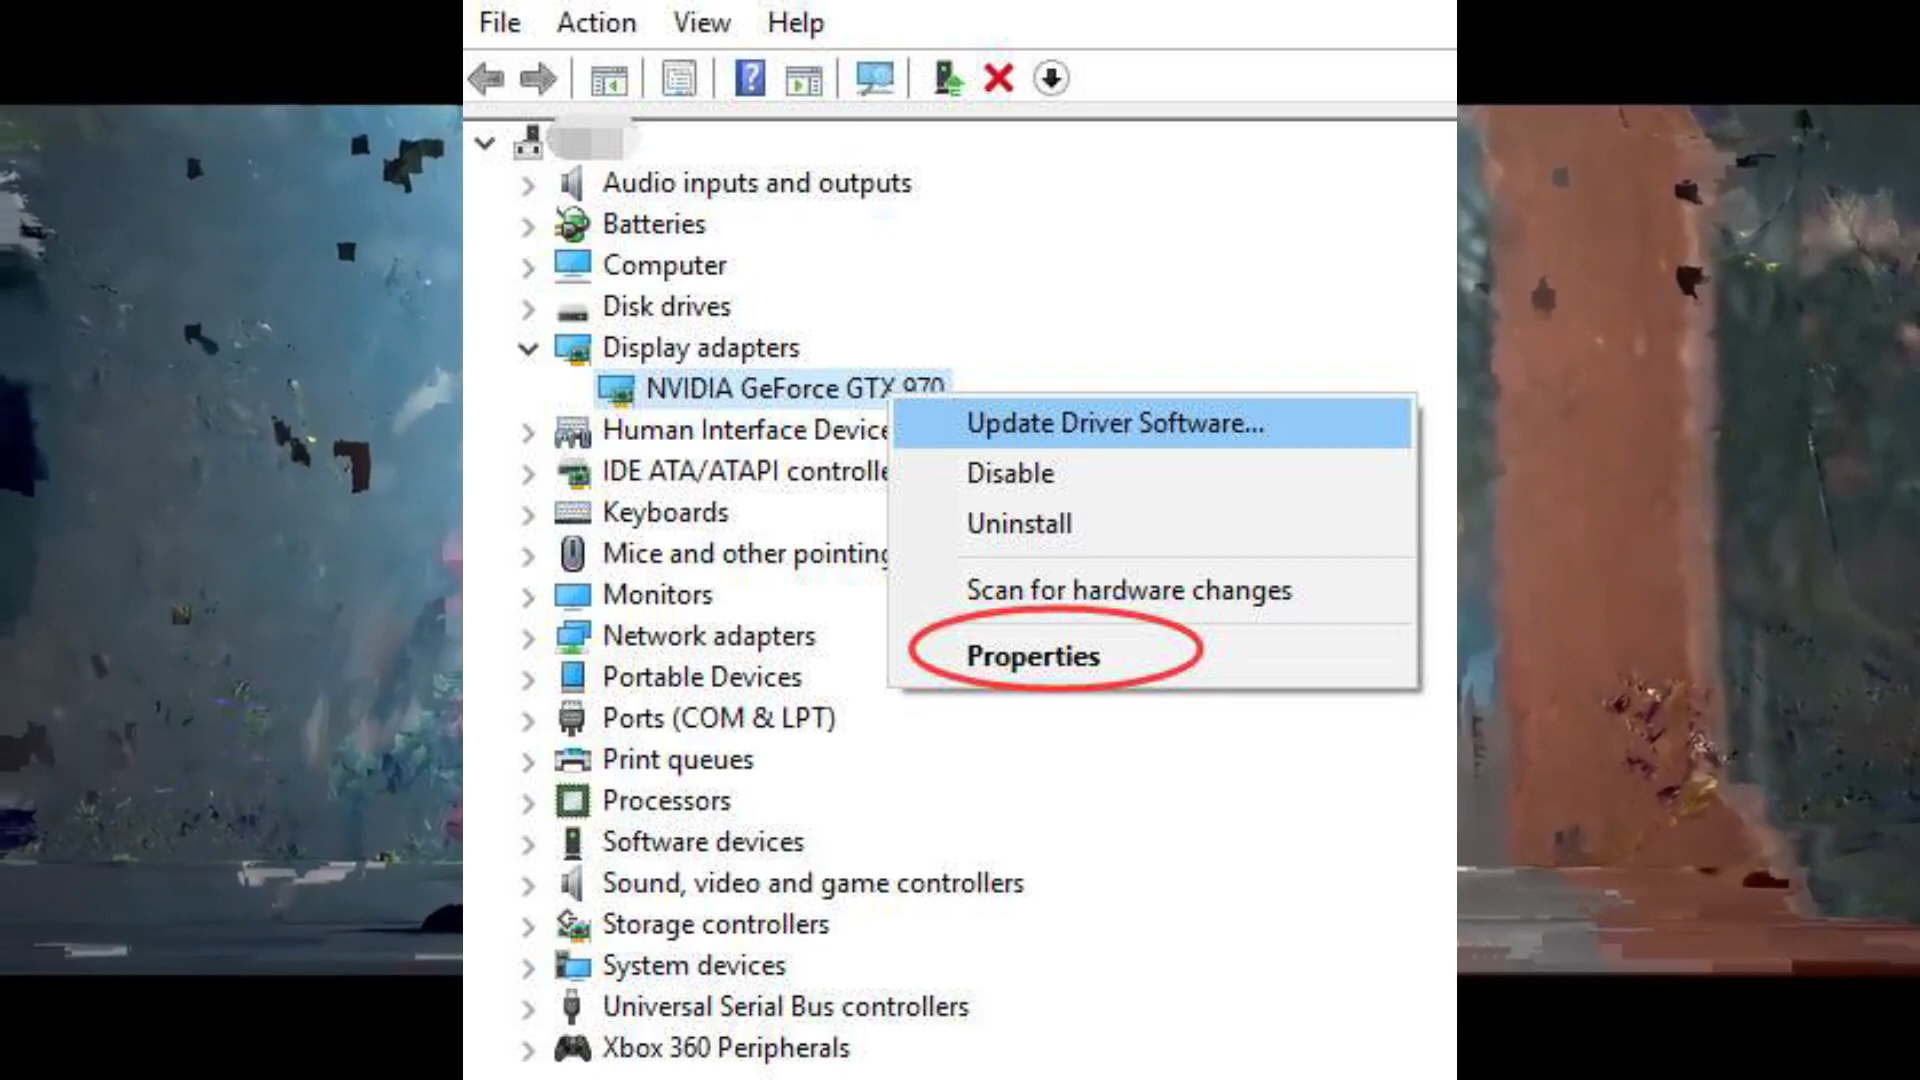 File Action View Help
Audio inputs and outputs
Batteries
Computer
Disk drives
Display adapters
NVIDIA GeForce GTX 970
Update Driver Software...
Human Interface Device
Disable
IDE ATA/ATAPI controlle
Uninstall
Keyboards
Mice and other pointing
Scan for hardware changes
Monitors
Network adapters
Properties
Portable Devices
Ports (COM & LPT)
Print queues
Processors
Software devices
Sound, video and game controllers
Storage controllers
System devices
Universal Serial Bus controllers
Xbox 360 Peripherals